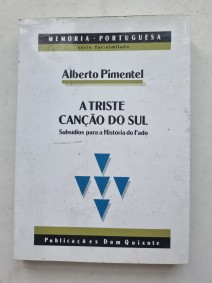 MEMÓRIA · PORTUGUESA
série fac-similada
Alberto Pimentel
A TRISTE
CANÇÃO DO SUL
Subsídios para a História do Fado
Publicações Dom Quixote